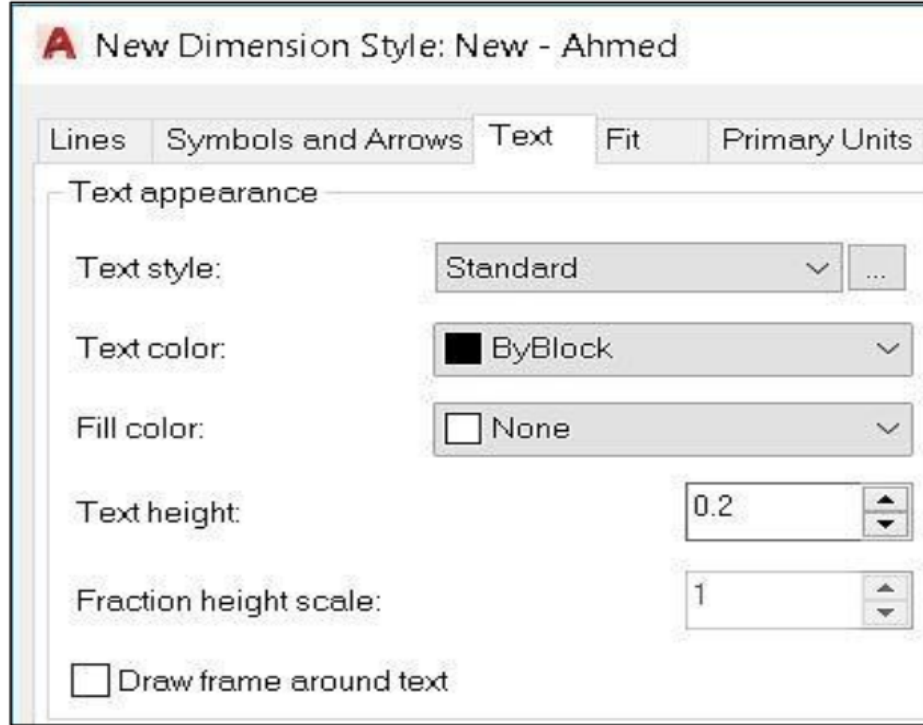 A New Dimension Style: New - Ahmed
Lines Symbols and Arrows Text Fit Primary Units
Text appearance
Text style: Standard ...
Text color: ByBlock
Fill color: None
Text height: 0.2
Fraction height scale: 1
Draw frame around text